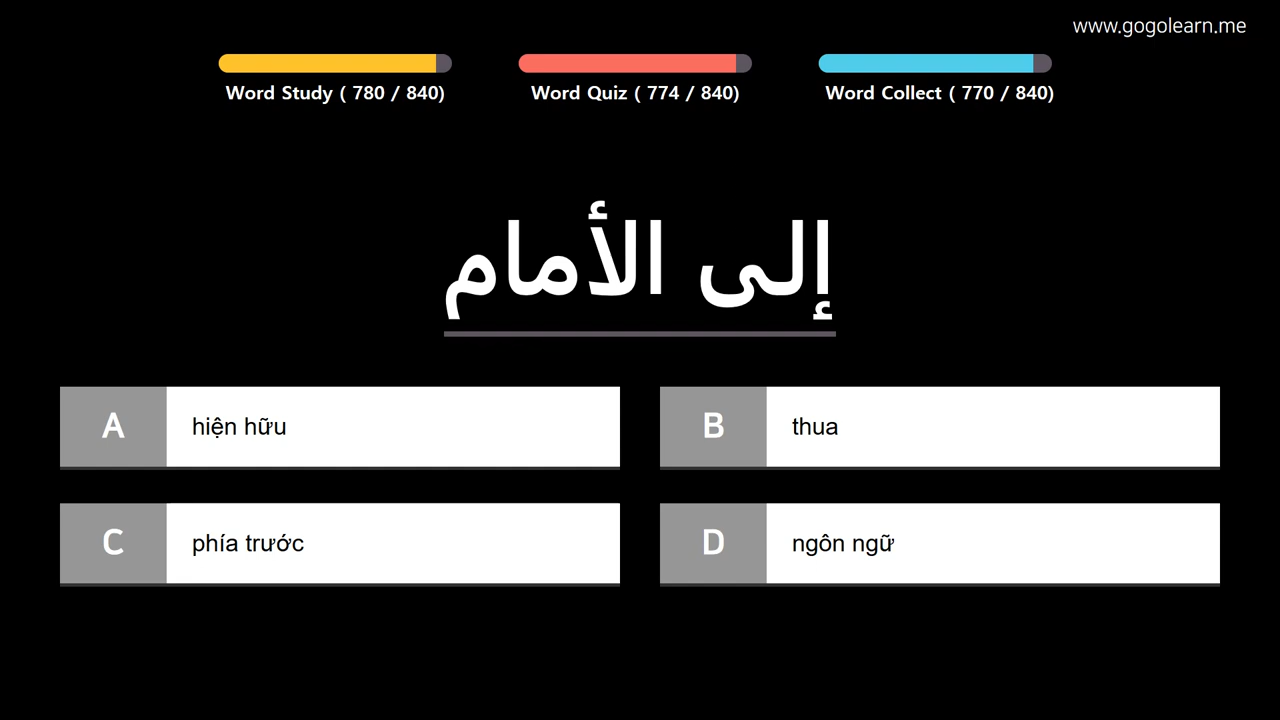 www.gogolearn.me
Word Study ( 780 / 840)
Word Quiz ( 774 / 840)
Word Collect ( 770 / 840)
إلى الأمام
A hiện hữu
B thua
C phía trước
D ngôn ngữ